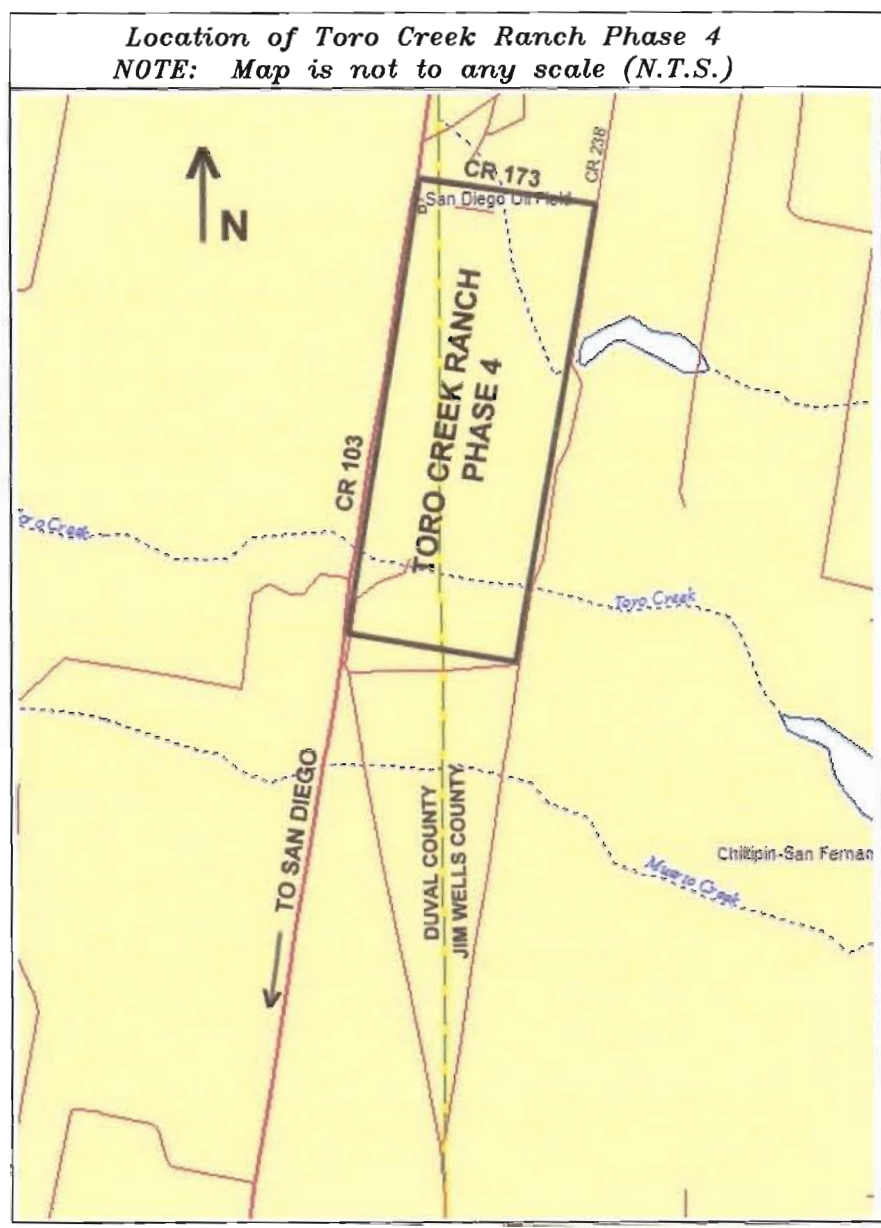 Location of Toro Creek Ranch Phase 4
NOTE: Map is not to any scale (N.T.S.)
N
CR 173
CR 238
San Diego Oil Field
TORO CREEK RANCH
PHASE 4
CR 103
Toro Creek
Toro Creek
TO SAN DIEGO
DUVAL COUNTY
JIM WELLS COUNTY
Chiltipin-San Fernan
Muerto Creek